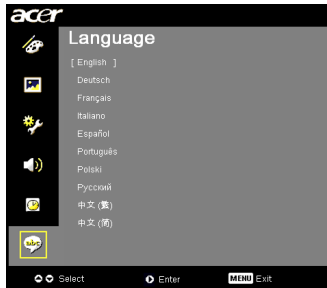 acer
Language
[ English ]
Deutsch
Français
Italiano
Español
Português
Polski
Русский
中文 (繁)
中文 (简)
abc
Select Enter MENU Exit